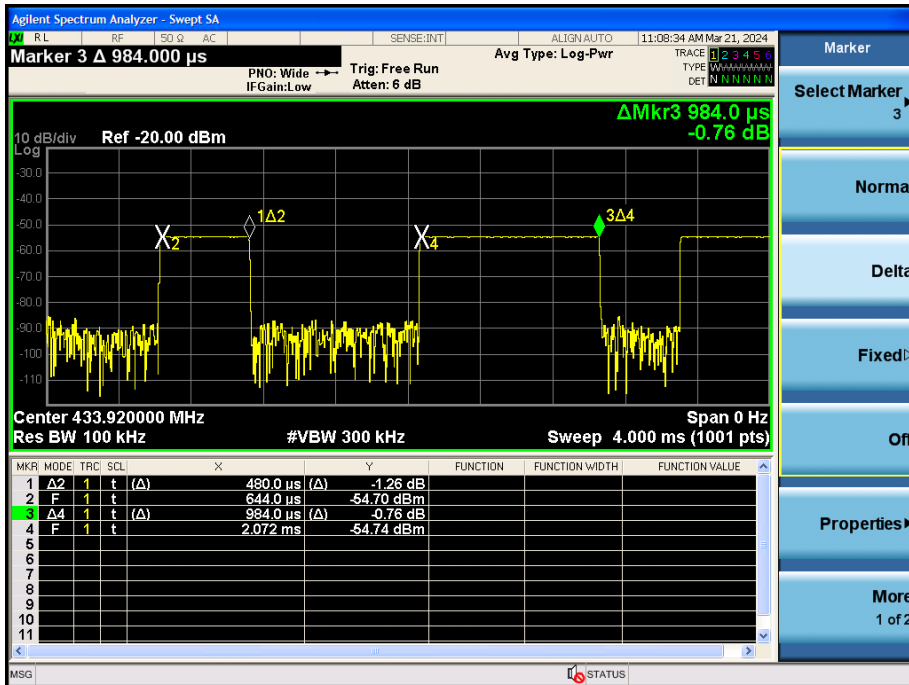 Agilent Spectrum Analyzer - Swept SA
LXI RL RF 50 Ω AC SENSE:INT ALIGN AUTO 11:08:34 AM Mar 21, 2024
Marker 3 Δ 984.000 µs
PNO: Wide
IFGain:Low
Trig: Free Run
Atten: 6 dB
Avg Type: Log-Pwr
TRACE 1 2 3 4 5 6
TYPE W
DET N N N N N N
ΔMkr3 984.0 µs
-0.76 dB
10 dB/div Ref -20.00 dBm
Log
-30.0
-40.0
-50.0
-60.0
-70.0
-80.0
-90.0
-100
-110
2
1Δ2
4
3Δ4
Center 433.920000 MHz Span 0 Hz
Res BW 100 kHz #VBW 300 kHz Sweep 4.000 ms (1001 pts)
MKR MODE TRC SCL X Y FUNCTION FUNCTION WIDTH FUNCTION VALUE
1 Δ2 1 t (Δ) 480.0 µs (Δ) -1.26 dB
2 F 1 t 644.0 µs -54.70 dBm
3 Δ4 1 t (Δ) 984.0 µs (Δ) -0.76 dB
4 F 1 t 2.072 ms -54.74 dBm
5
6
7
8
9
10
11
MSG STATUS
Marker
Select Marker
3
Norma
Delta
Fixed
Of
Properties
More
1 of 2